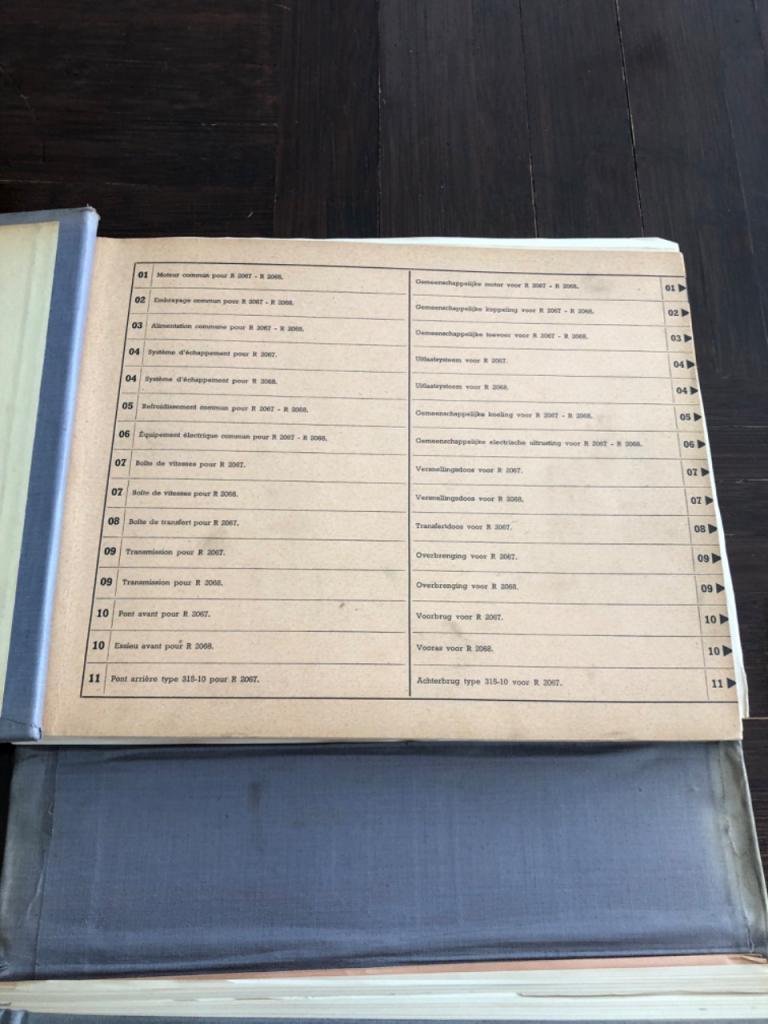 01 Moteur commun pour R 2067 - R 2068. Gemeenschappelijke motor voor R 2067 - R 2068. 01
02 Embrayage commun pour R 2067 - R 2068. Gemeenschappelijke koppeling voor R 2067 - R 2068. 02
03 Alimentation commune pour R 2067 - R 2068. Gemeenschappelijke toevoer voor R 2067 - R 2068. 03
04 Système d'échappement pour R 2067. Uitlaatsysteem voor R 2067. 04
04 Système d'échappement pour R 2068. Uitlaatsysteem voor R 2068. 04
05 Refroidissement commun pour R 2067 - R 2068. Gemeenschappelijke koeling voor R 2067 - R 2068. 05
06 Équipement électrique commun pour R 2067 - R 2068. Gemeenschappelijke electrische uitrusting voor R 2067 - R 2068. 06
07 Boîte de vitesses pour R 2067. Versnellingsdoos voor R 2067. 07
07 Boîte de vitesses pour R 2068. Versnellingsdoos voor R 2068. 07
08 Boîte de transfert pour R 2067. Transfertdoos voor R 2067. 08
09 Transmission pour R 2067. Overbrenging voor R 2067. 09
09 Transmission pour R 2068. Overbrenging voor R 2068. 09
10 Pont avant pour R 2067. Voorbrug voor R 2067. 10
10 Essieu avant pour R 2068. Vooras voor R 2068. 10
11 Pont arrière type 315-10 pour R 2067. Achterbrug type 315-10 voor R 2067. 11